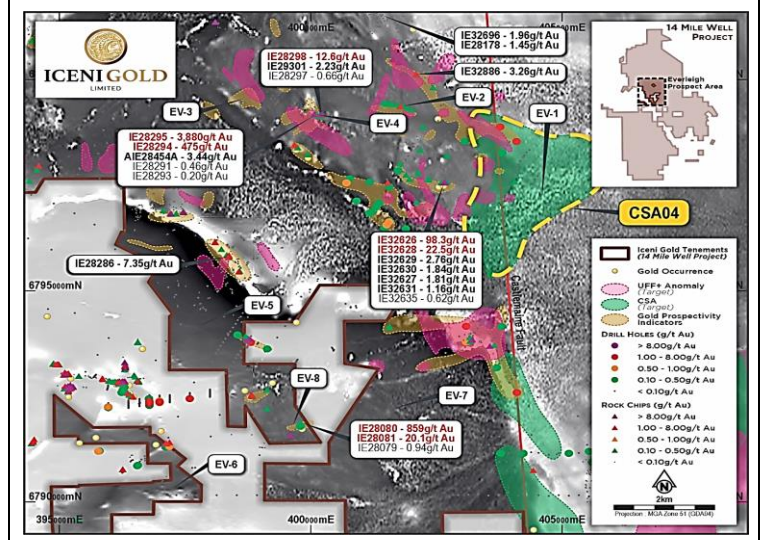 ICENI GOLD
LIMITED
400000mE
405000mE
14 MILE WELL
PROJECT
Everleigh
Prospect Area
IE32696 - 1.96g/t Au
IE28178 - 1.45g/t Au
IE28298 - 12.6g/t Au
IE29301 - 2.23g/t Au
IE28297 - 0.66g/t Au
IE32886 - 3.26g/t Au
EV-3
EV-2
EV-4
EV-1
IE28295 - 3,880g/t Au
IE28294 - 475g/t Au
AIE28454A - 3.44g/t Au
IE28291 - 0.46g/t Au
IE28293 - 0.20g/t Au
CSA04
IE32626 - 98.3g/t Au
IE32628 - 22.5g/t Au
IE32629 - 2.76g/t Au
IE32630 - 1.84g/t Au
IE32627 - 1.81g/t Au
IE32631 - 1.16g/t Au
IE32635 - 0.62g/t Au
IE28286 - 7.35g/t Au
6795000mN
EV-5
Castlemaine Fault
EV-8
EV-7
IE28080 - 859g/t Au
IE28081 - 20.1g/t Au
IE28079 - 0.94g/t Au
EV-6
6790000mN
395000mE
400000mE
405000mE
Iceni Gold Tenements
(14 Mile Well Project)
Gold Occurrence
UFF+ Anomaly
(Target)
CSA
(Target)
Gold Prospectivity
Indicators
DRILL HOLES (g/t Au)
> 8.00g/t Au
1.00 - 8.00g/t Au
0.50 - 1.00g/t Au
0.10 - 0.50g/t Au
< 0.10g/t Au
ROCK CHIPS (g/t Au)
> 8.00g/t Au
1.00 - 8.00g/t Au
0.50 - 1.00g/t Au
0.10 - 0.50g/t Au
< 0.10g/t Au
N
2km
Projection : MGA Zone 51 (GDA94)